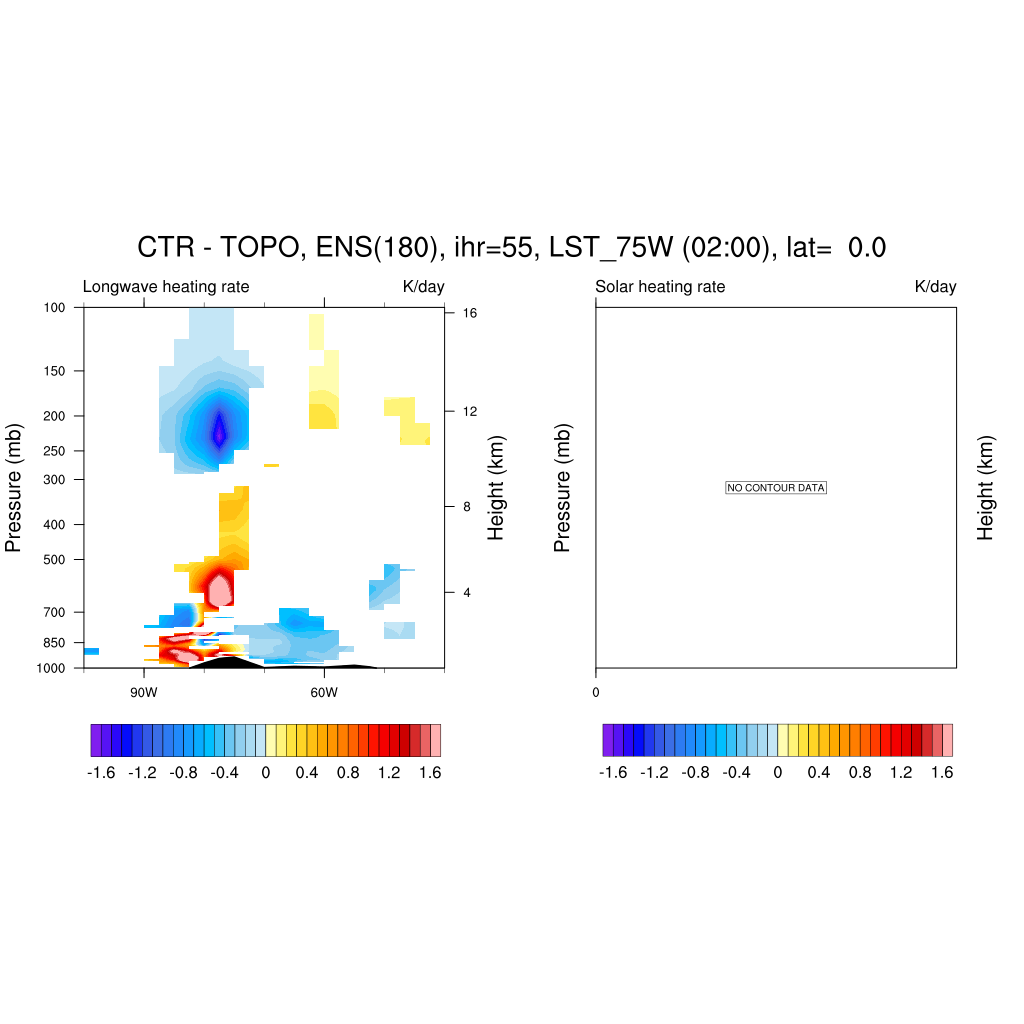 CTR - TOPO, ENS(180), ihr=55, LST_75W (02:00), lat=  0.0
Longwave heating rate K/day
Pressure (mb)
100
150
200
250
300
400
500
700
850
1000
16
12
8
4
Height (km)
90W 60W
-1.6 -1.2 -0.8 -0.4 0 0.4 0.8 1.2 1.6
Solar heating rate K/day
Pressure (mb)
NO CONTOUR DATA
Height (km)
0
-1.6 -1.2 -0.8 -0.4 0 0.4 0.8 1.2 1.6